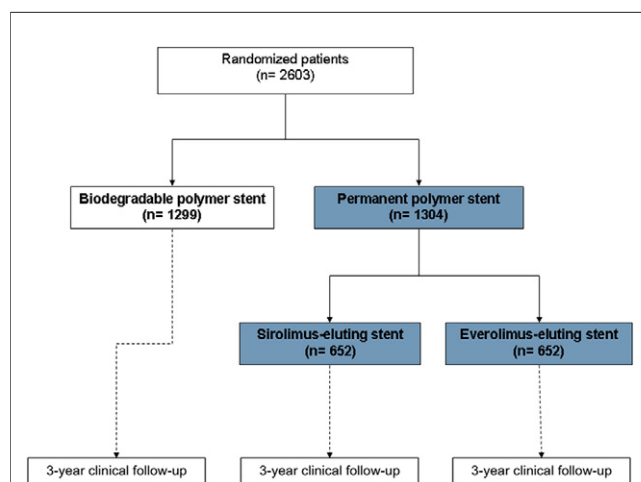 Randomized patients
(n= 2603)
Biodegradable polymer stent
(n= 1299)
Permanent polymer stent
(n= 1304)
Sirolimus-eluting stent
(n= 652)
Everolimus-eluting stent
(n= 652)
3-year clinical follow-up
3-year clinical follow-up
3-year clinical follow-up